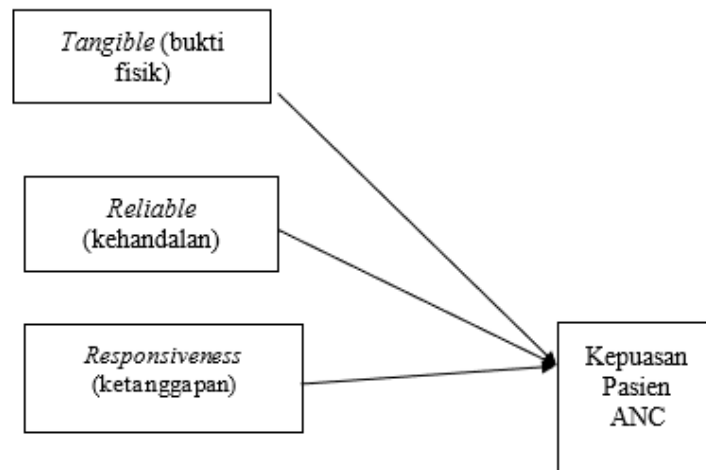 Tangible (bukti
fisik)
Reliable
(kehandalan)
Responsiveness
(ketanggapan)
Kepuasan
Pasien
ANC